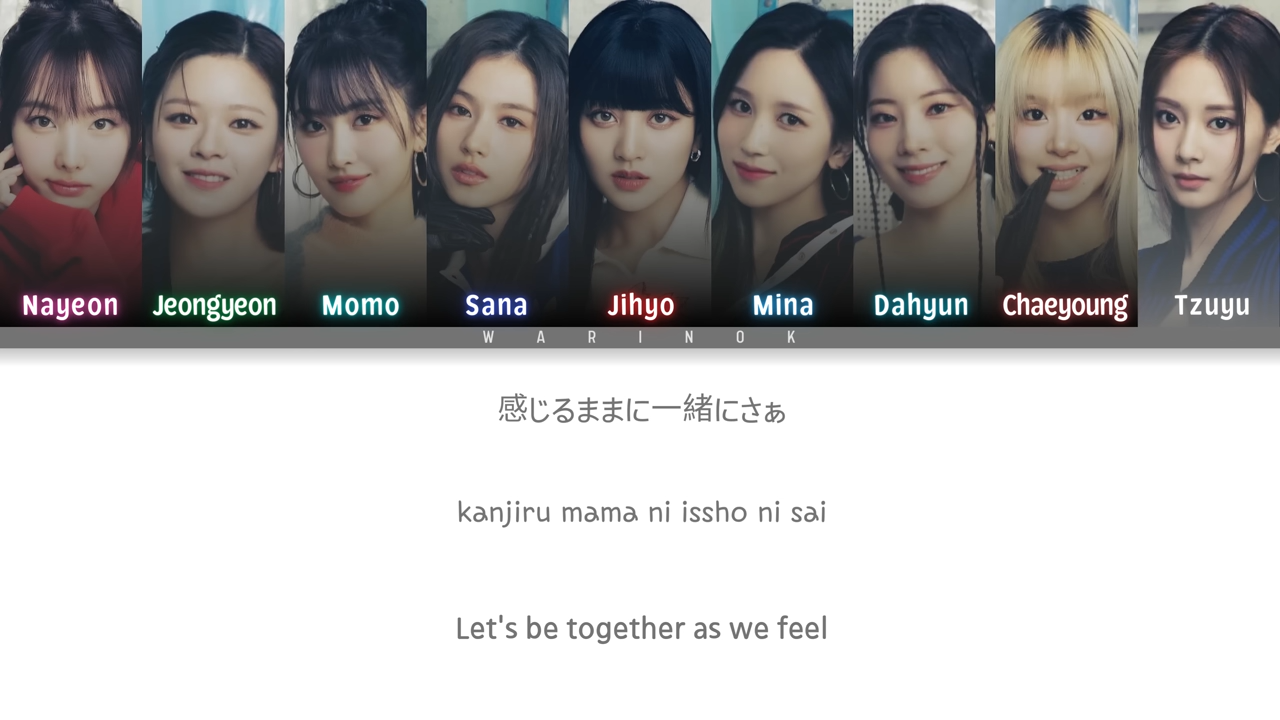 Nayeon Jeongyeon Momo Sana Jihyo Mina Dahyun Chaeyoung Tzuyu
WARINOK
感じるままに一緒にさぁ
kanjiru mama ni issho ni sai
Let's be together as we feel